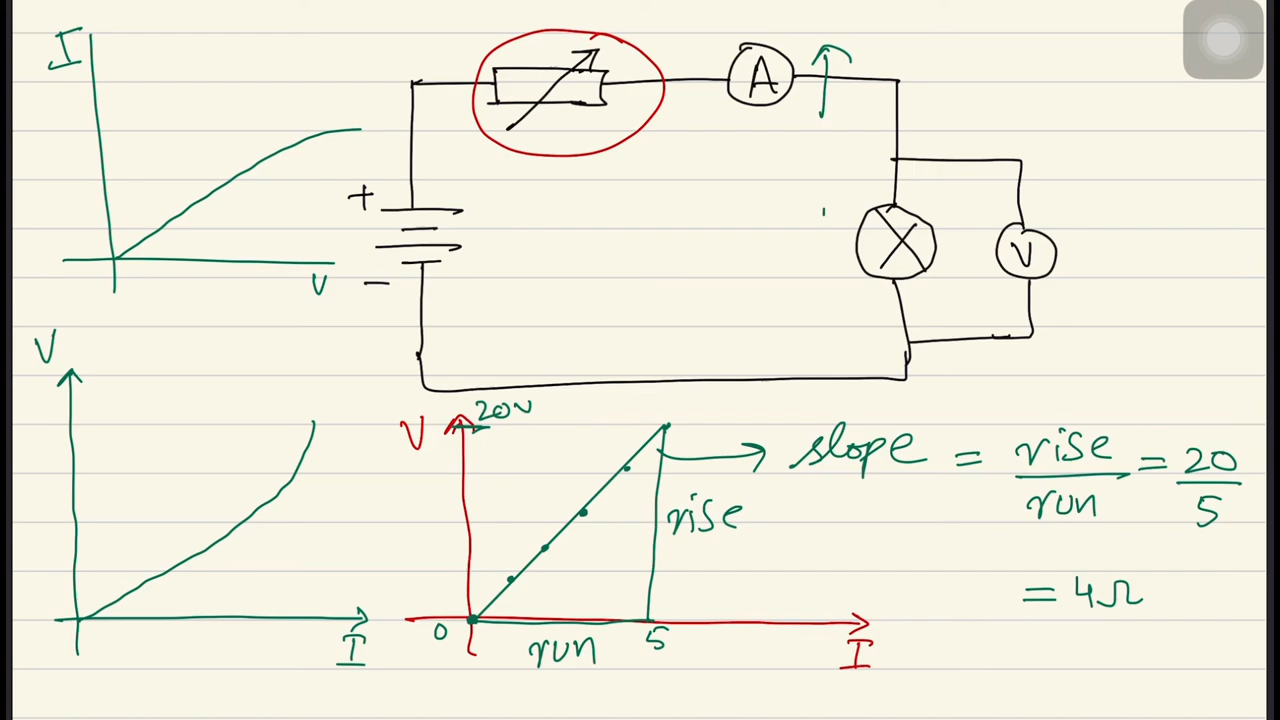 I
V
+
−
A
V
V
I
V
20V
0
5
run
rise
I
slope = rise/run = 20/5
= 4Ω